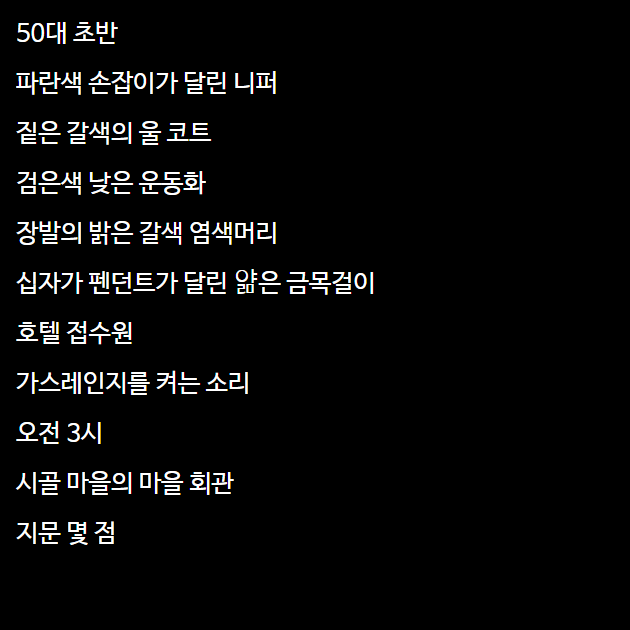 50대 초반
파란색 손잡이가 달린 니퍼
짙은 갈색의 울 코트
검은색 낮은 운동화
장발의 밝은 갈색 염색머리
십자가 펜던트가 달린 얇은 금목걸이
호텔 접수원
가스레인지를 켜는 소리
오전 3시
시골 마을의 마을 회관
지문 몇 점